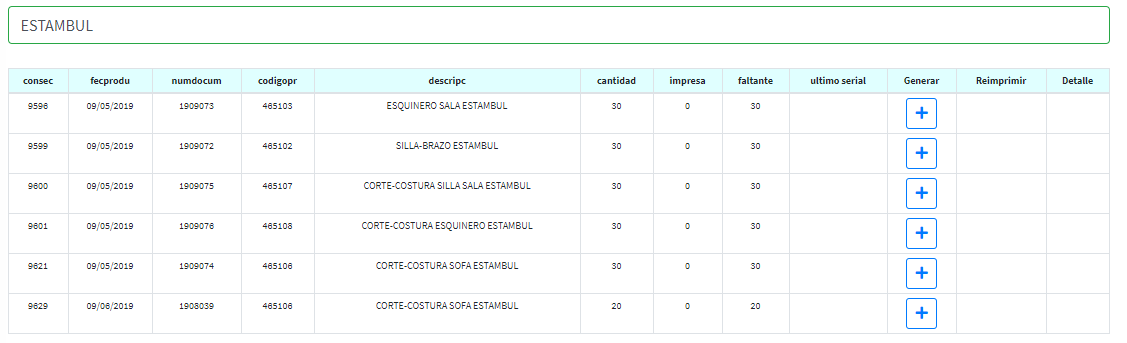 ESTAMBUL
consec fecprodu numdocum codigopr descripc cantidad impresa faltante ultimo serial Generar Reimprimir Detalle
9596 09/05/2019 1909073 465103 ESQUINERO SALA ESTAMBUL 30 0 30
9599 09/05/2019 1909072 465102 SILLA-BRAZO ESTAMBUL 30 0 30
9600 09/05/2019 1909075 465107 CORTE-COSTURA SILLA SALA ESTAMBUL 30 0 30
9601 09/05/2019 1909076 465108 CORTE-COSTURA ESQUINERO ESTAMBUL 30 0 30
9621 09/05/2019 1909074 465106 CORTE-COSTURA SOFA ESTAMBUL 30 0 30
9629 09/06/2019 1908039 465106 CORTE-COSTURA SOFA ESTAMBUL 20 0 20